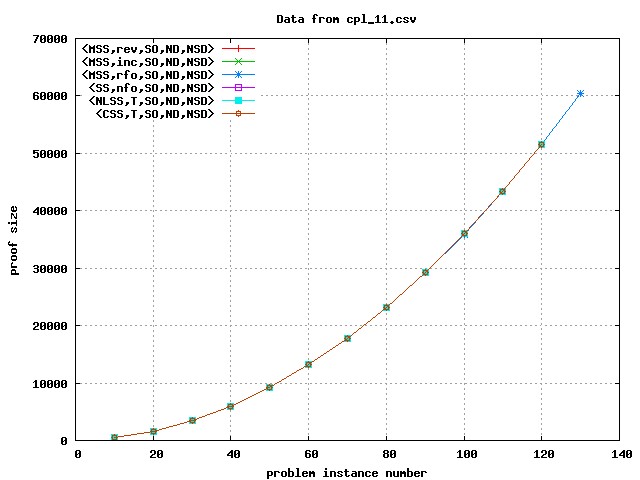 Data from cpl_11.csv
70000
60000
50000
40000
30000
20000
10000
0
proof size
<MSS,rev,SO,ND,NSD>
<MSS,inc,SO,ND,NSD>
<MSS,rfo,SO,ND,NSD>
<SS,nfo,SO,ND,NSD>
<NLSS,T,SO,ND,NSD>
<CSS,T,SO,ND,NSD>
0 20 40 60 80 100 120 140
problem instance number